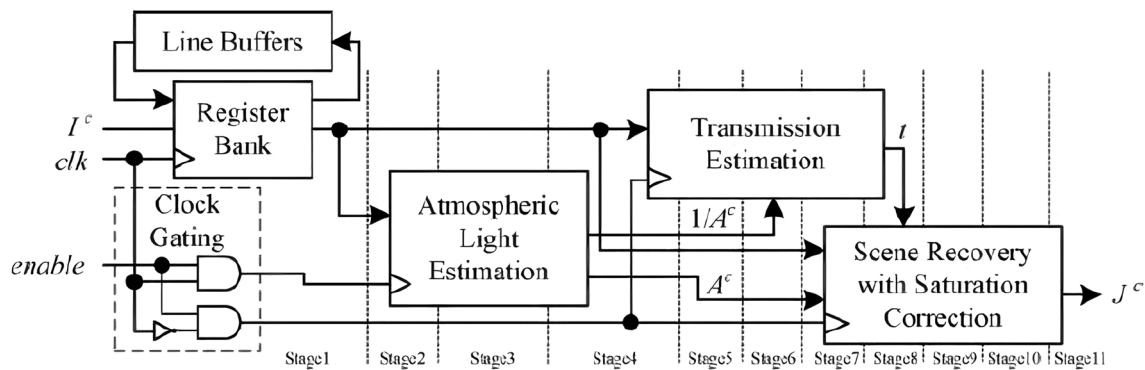 Line Buffers
Register
Bank
I^c
clk
Clock
Gating
enable
Atmospheric
Light
Estimation
Transmission
Estimation
t
1/A^c
A^c
Scene Recovery
with Saturation
Correction
J^c
Stage1 Stage2 Stage3 Stage4 Stage5 Stage6 Stage7 Stage8 Stage9 Stage10 Stage11